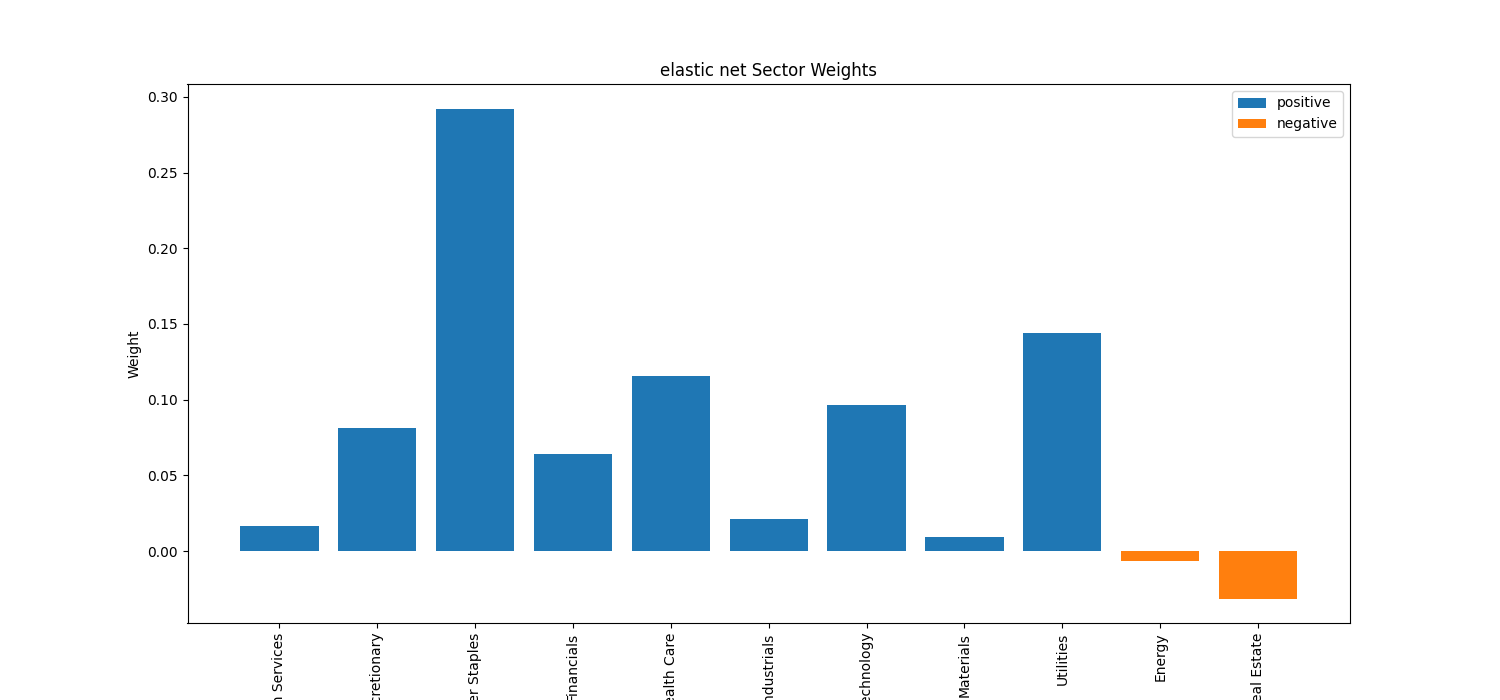 elastic net Sector Weights
positive
negative
0.30
0.25
0.20
0.15
0.10
0.05
0.00
Weight
Services
cretionary
er Staples
Financials
ealth Care
ndustrials
echnology
Materials
Utilities
Energy
eal Estate